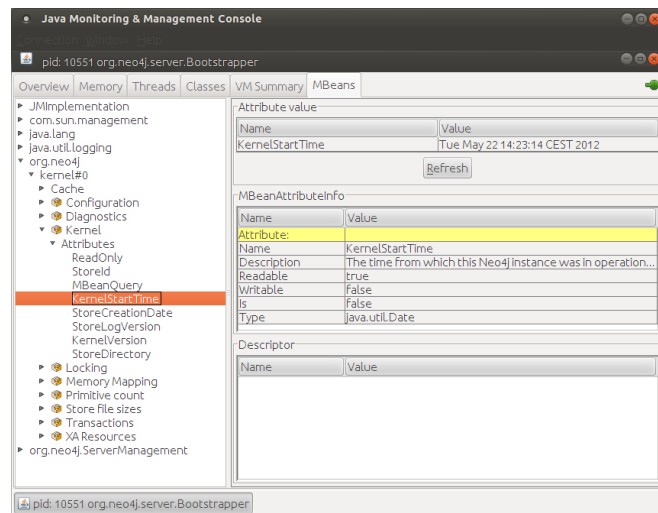 Java Monitoring & Management Console
Connection Window Help
pid: 10551 org.neo4j.server.Bootstrapper
Overview Memory Threads Classes VM Summary MBeans
JMImplementation
com.sun.management
java.lang
java.util.logging
org.neo4j
kernel#0
Cache
Configuration
Diagnostics
Kernel
Attributes
ReadOnly
StoreId
MBeanQuery
KernelStartTime
StoreCreationDate
StoreLogVersion
KernelVersion
StoreDirectory
Locking
Memory Mapping
Primitive count
Store file sizes
Transactions
XA Resources
org.neo4j.ServerManagement
Attribute value
Name Value
KernelStartTime Tue May 22 14:23:14 CEST 2012
Refresh
MBeanAttributeInfo
Name Value
Attribute:
Name KernelStartTime
Description The time from which this Neo4j instance was in operation...
Readable true
Writable false
Is false
Type java.util.Date
Descriptor
Name Value
pid: 10551 org.neo4j.server.Bootstrapper